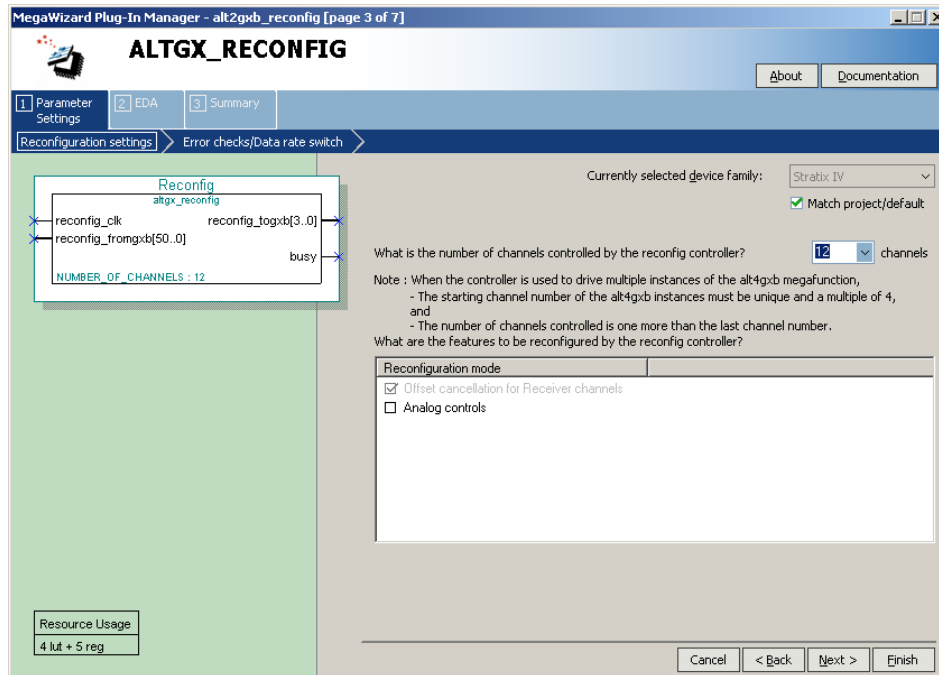 MegaWizard Plug-In Manager - alt2gxb_reconfig [page 3 of 7]
ALTGX_RECONFIG
About
Documentation
1 Parameter Settings
2 EDA
3 Summary
Reconfiguration settings
Error checks/Data rate switch
Reconfig
altgx_reconfig
reconfig_clk
reconfig_togxb[3..0]
reconfig_fromgxb[50..0]
busy
NUMBER_OF_CHANNELS : 12
Currently selected device family:
Stratix IV
Match project/default
What is the number of channels controlled by the reconfig controller?
12
channels
Note : When the controller is used to drive multiple instances of the alt4gxb megafunction,
- The starting channel number of the alt4gxb instances must be unique and a multiple of 4,
and
- The number of channels controlled is one more than the last channel number.
What are the features to be reconfigured by the reconfig controller?
Reconfiguration mode
Offset cancellation for Receiver channels
Analog controls
Resource Usage
4 lut + 5 reg
Cancel
< Back
Next >
Finish